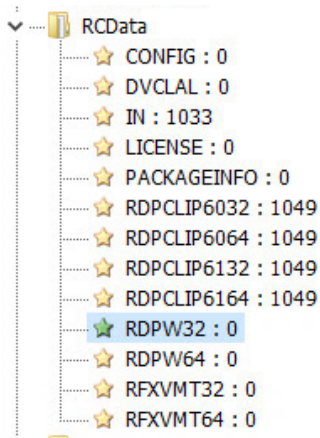 RCData
CONFIG : 0
DVCLAL : 0
IN : 1033
LICENSE : 0
PACKAGEINFO : 0
RDPCLIP6032 : 1049
RDPCLIP6064 : 1049
RDPCLIP6132 : 1049
RDPCLIP6164 : 1049
RDPW32 : 0
RDPW64 : 0
RFXVMT32 : 0
RFXVMT64 : 0